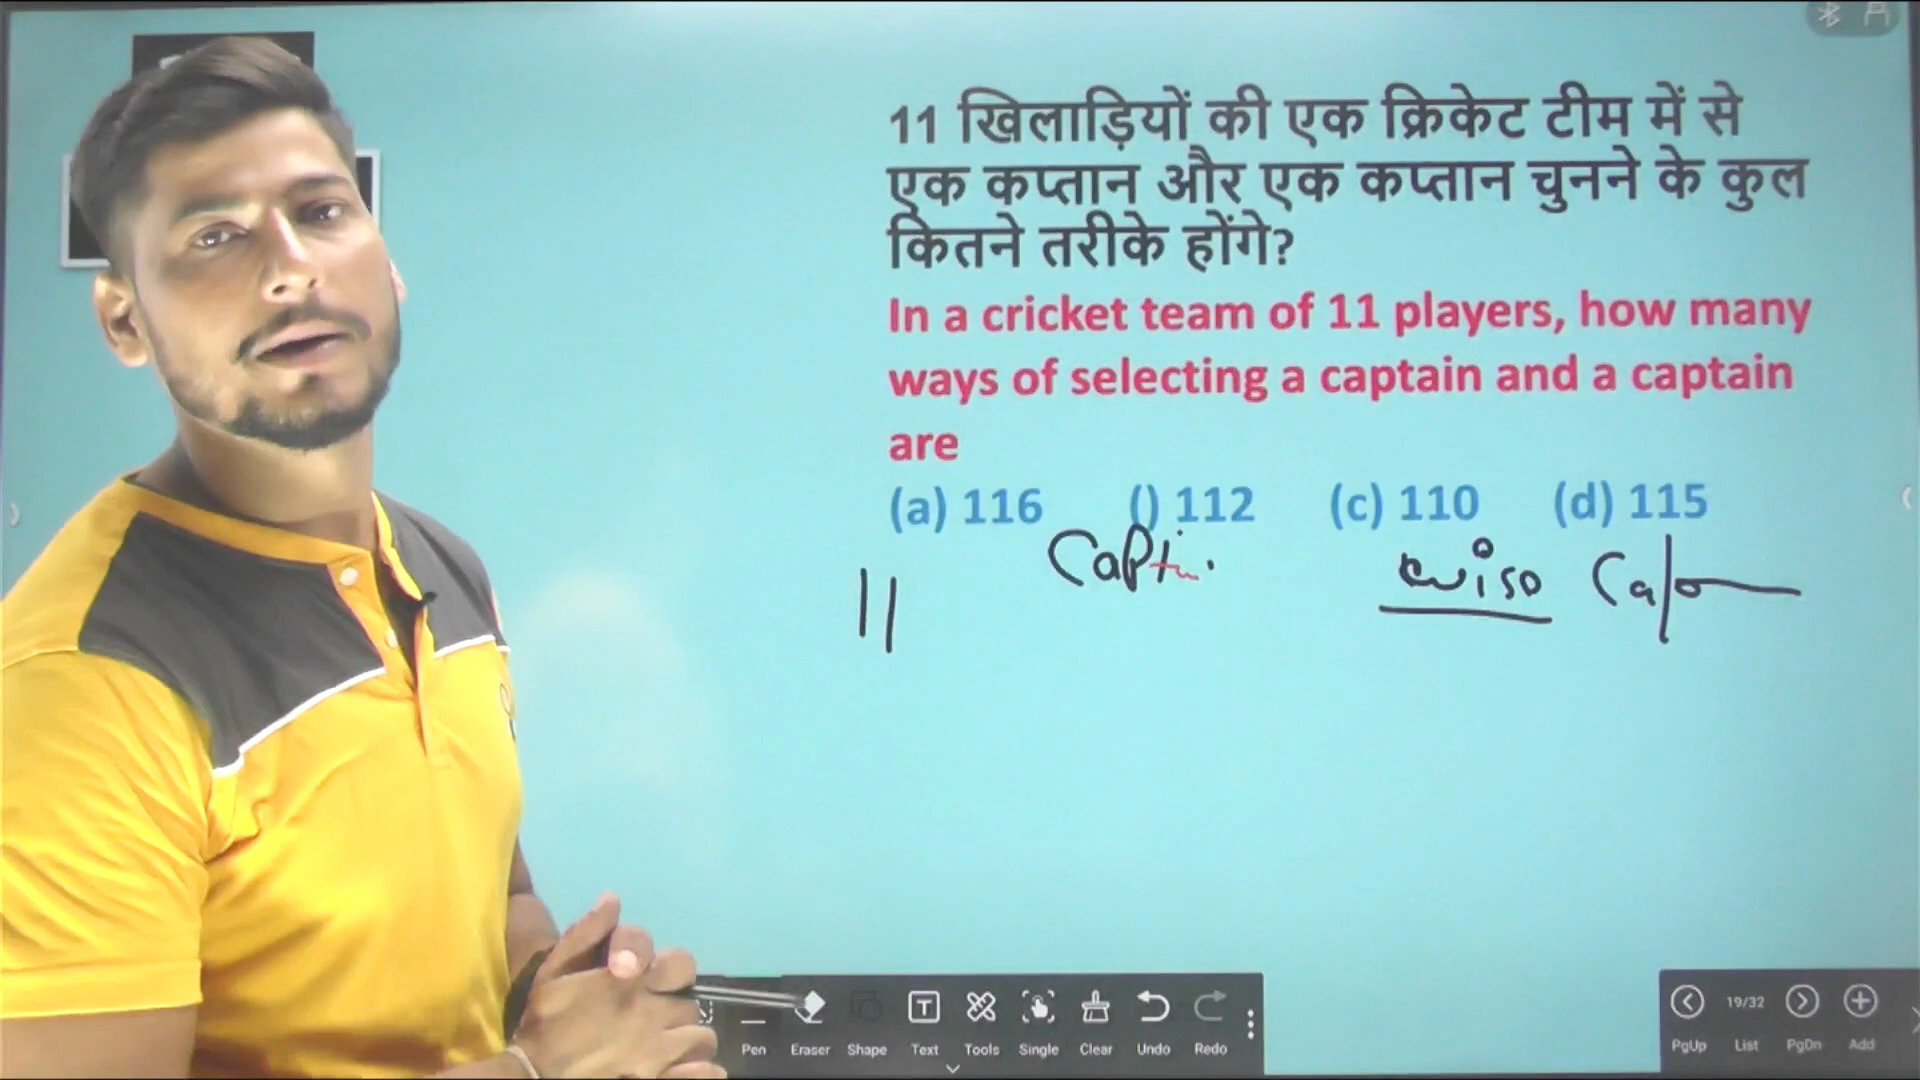 11 खिलाड़ियों की एक क्रिकेट टीम में से
एक कप्तान और एक कप्तान चुनने के कुल
कितने तरीके होंगे?
In a cricket team of 11 players, how many
ways of selecting a captain and a captain
are
(a) 116 () 112 (c) 110 (d) 115
11
Pen Eraser Shape Text Tools Single Clear Undo Redo
19/32
PgUp List PgDn Add